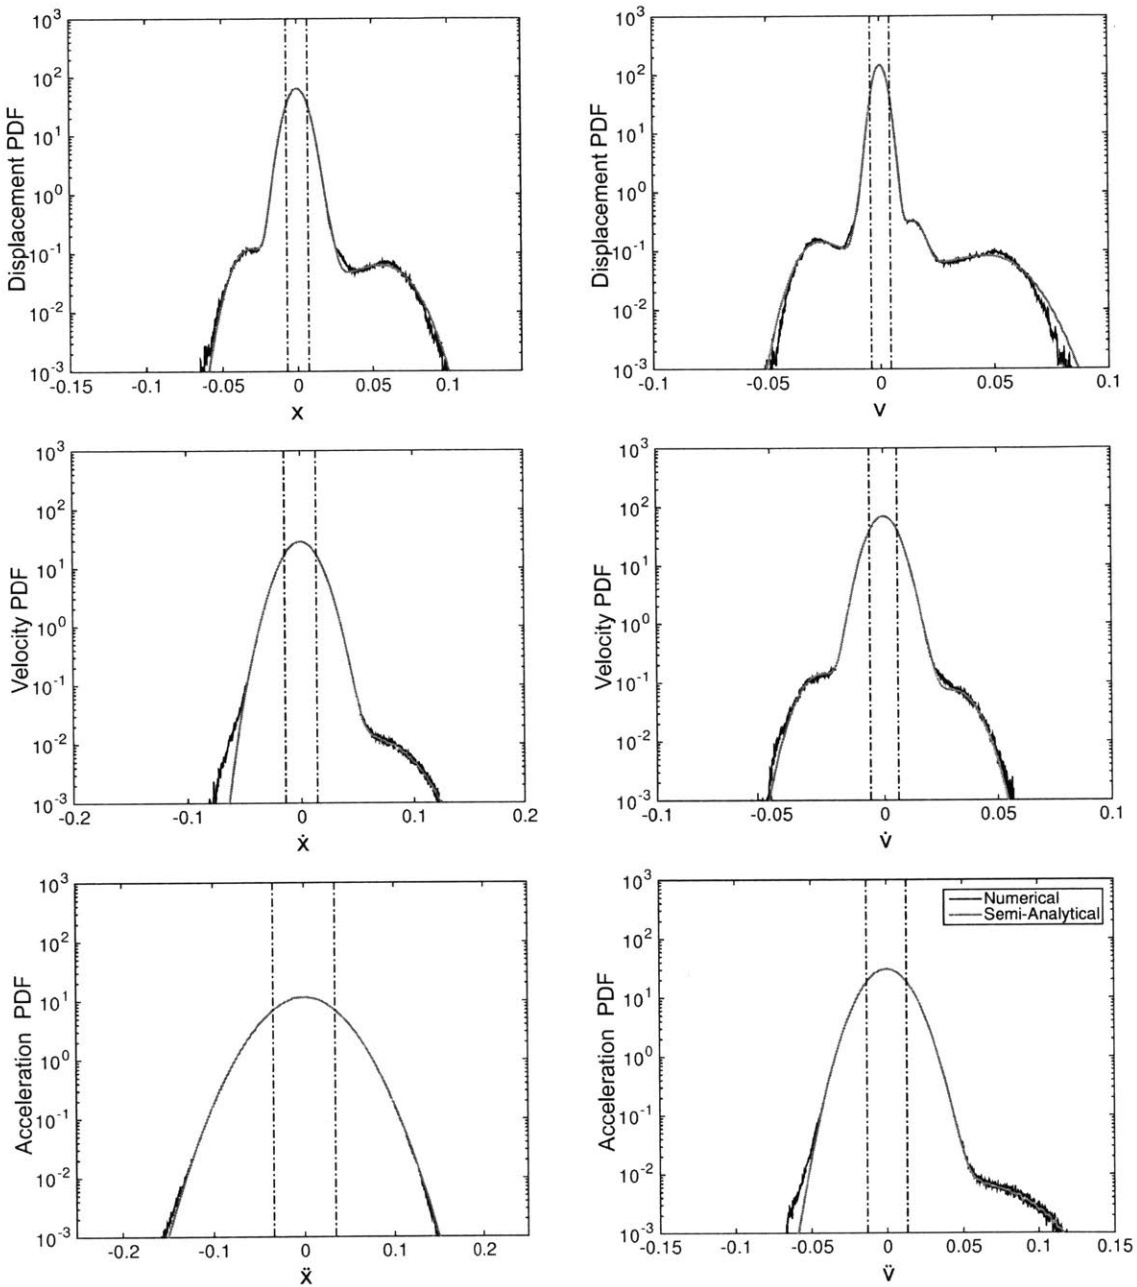 Displacement PDF
10^3
10^2
10^1
10^0
10^-1
10^-2
10^-3
-0.15 -0.1 -0.05 0 0.05 0.1
x
Displacement PDF
10^3
10^2
10^1
10^0
10^-1
10^-2
10^-3
-0.1 -0.05 0 0.05 0.1
v
Velocity PDF
10^3
10^2
10^1
10^0
10^-1
10^-2
10^-3
-0.2 -0.1 0 0.1 0.2
ẋ
Velocity PDF
10^3
10^2
10^1
10^0
10^-1
10^-2
10^-3
-0.1 -0.05 0 0.05 0.1
v̇
Acceleration PDF
10^3
10^2
10^1
10^0
10^-1
10^-2
10^-3
-0.2 -0.1 0 0.1 0.2
ẍ
Acceleration PDF
10^3
10^2
10^1
10^0
10^-1
10^-2
10^-3
-0.15 -0.1 -0.05 0 0.05 0.1 0.15
v̈
Numerical
Semi-Analytical